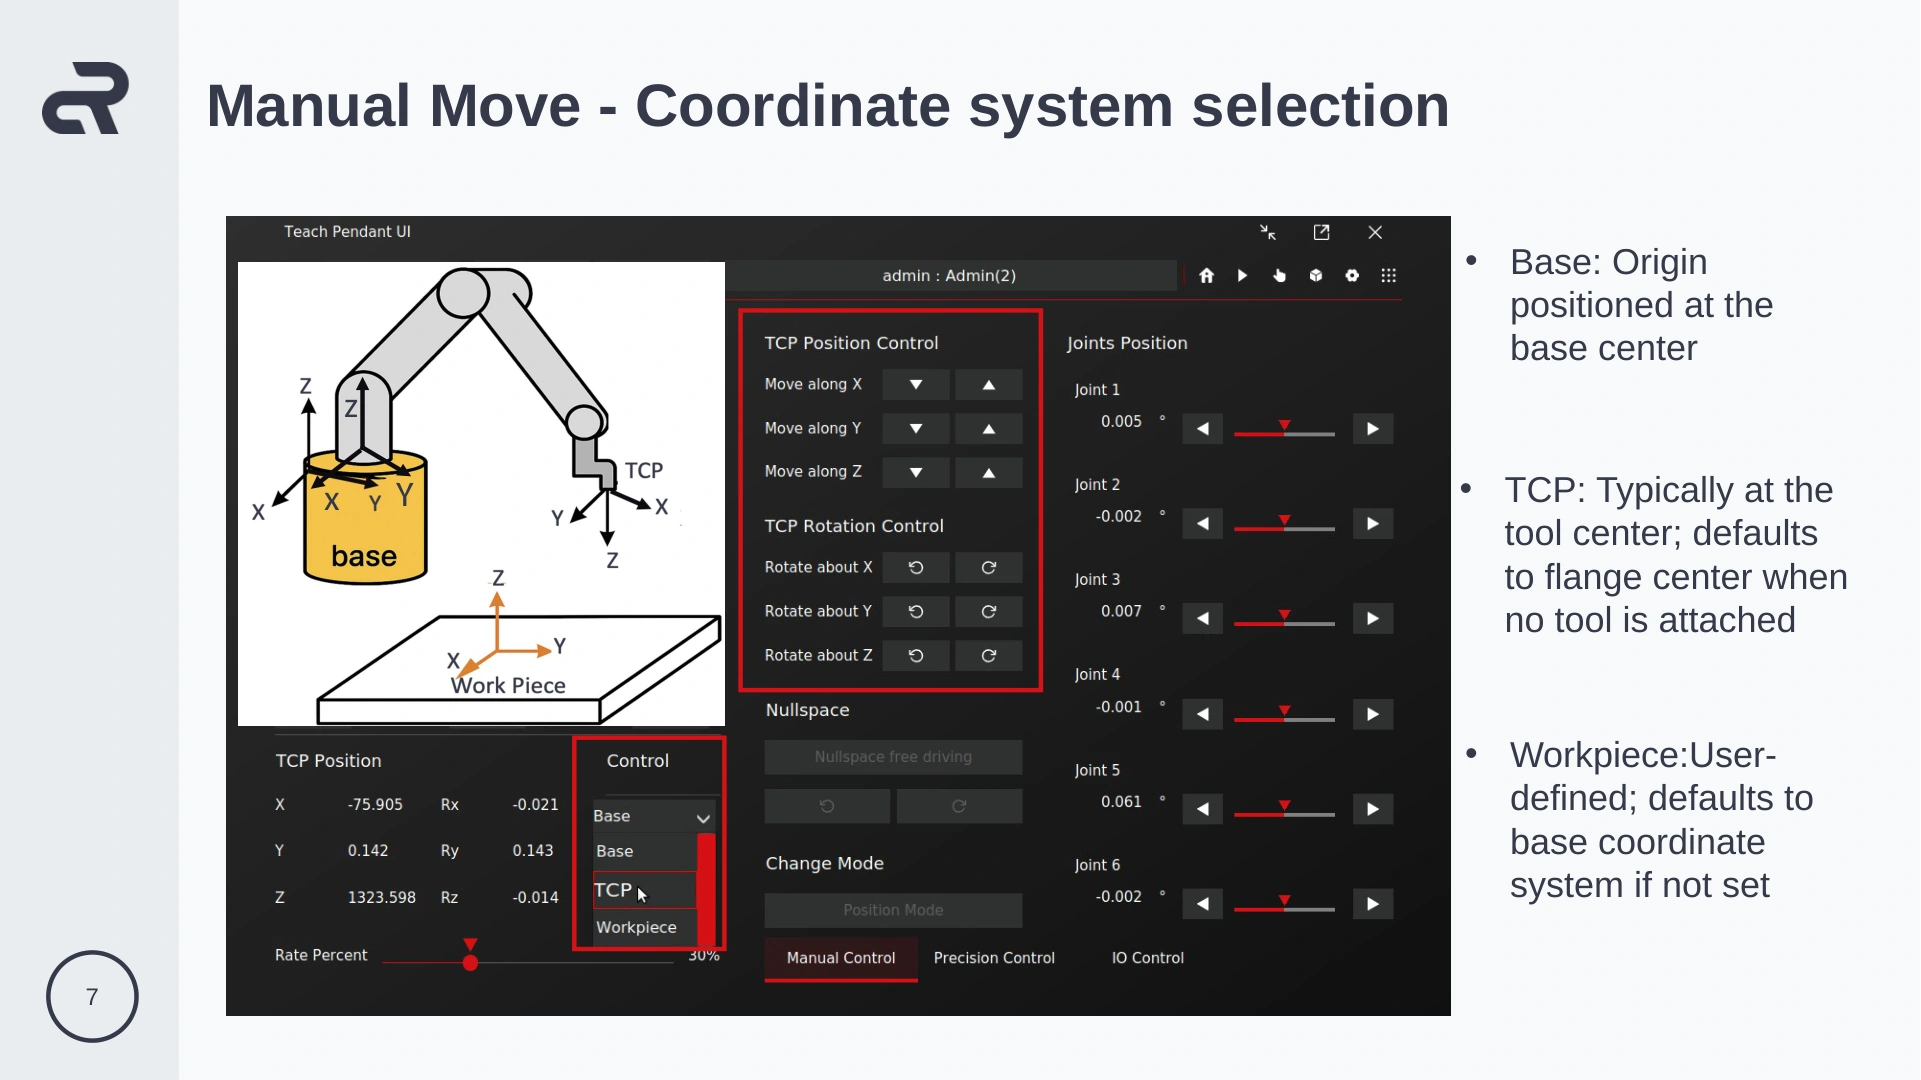 Manual Move - Coordinate system selection
Teach Pendant UI
admin : Admin(2)
Z
Z
X
X
Y
Y
base
TCP
Y
X
Z
Z
Y
X
Work Piece
TCP Position Control
Move along X
Move along Y
Move along Z
TCP Rotation Control
Rotate about X
Rotate about Y
Rotate about Z
Nullspace
Nullspace free driving
Change Mode
Position Mode
Joints Position
Joint 1
0.005 °
Joint 2
-0.002 °
Joint 3
0.007 °
Joint 4
-0.001 °
Joint 5
0.061 °
Joint 6
-0.002 °
TCP Position
X -75.905 Rx -0.021
Y 0.142 Ry 0.143
Z 1323.598 Rz -0.014
Control
Base
Base
TCP
Workpiece
Rate Percent 30%
Manual Control Precision Control IO Control
• Base: Origin
positioned at the
base center
• TCP: Typically at the
tool center; defaults
to flange center when
no tool is attached
• Workpiece:User-
defined; defaults to
base coordinate
system if not set
7